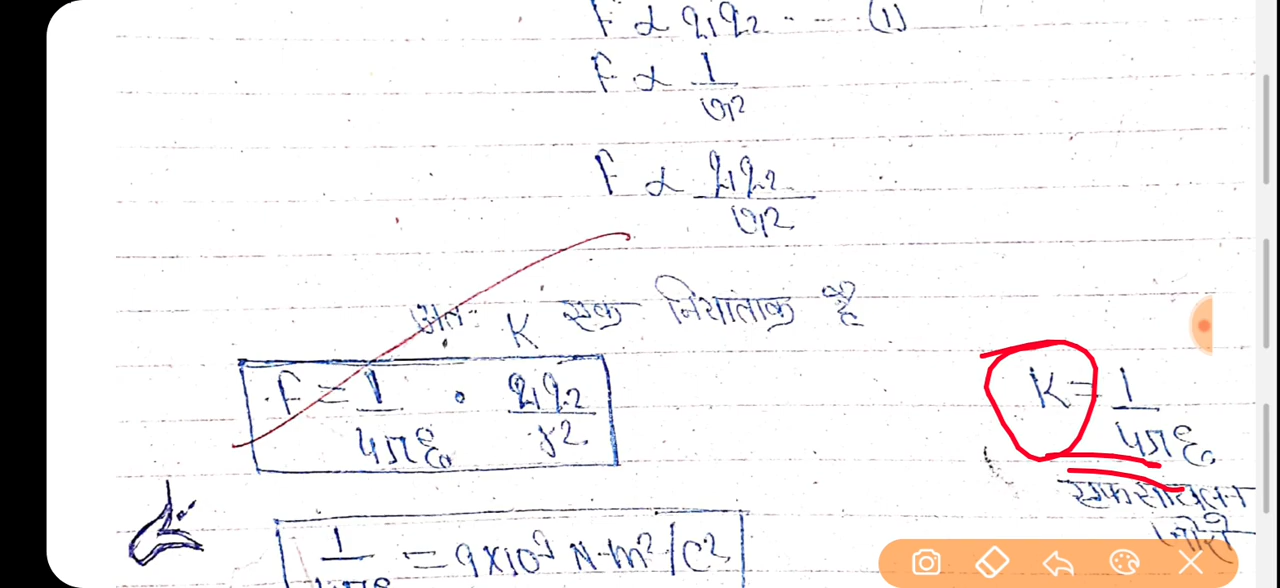 F ∝ q₁q₂ ----- (1)
F ∝ 1/r²
F ∝ q₁q₂/r²
अतः K एक नियतांक है
F = 1/4πε₀ · q₁q₂/r²
K = 1/4πε₀
1/4πε₀ = 9×10⁹ N-m²/C²